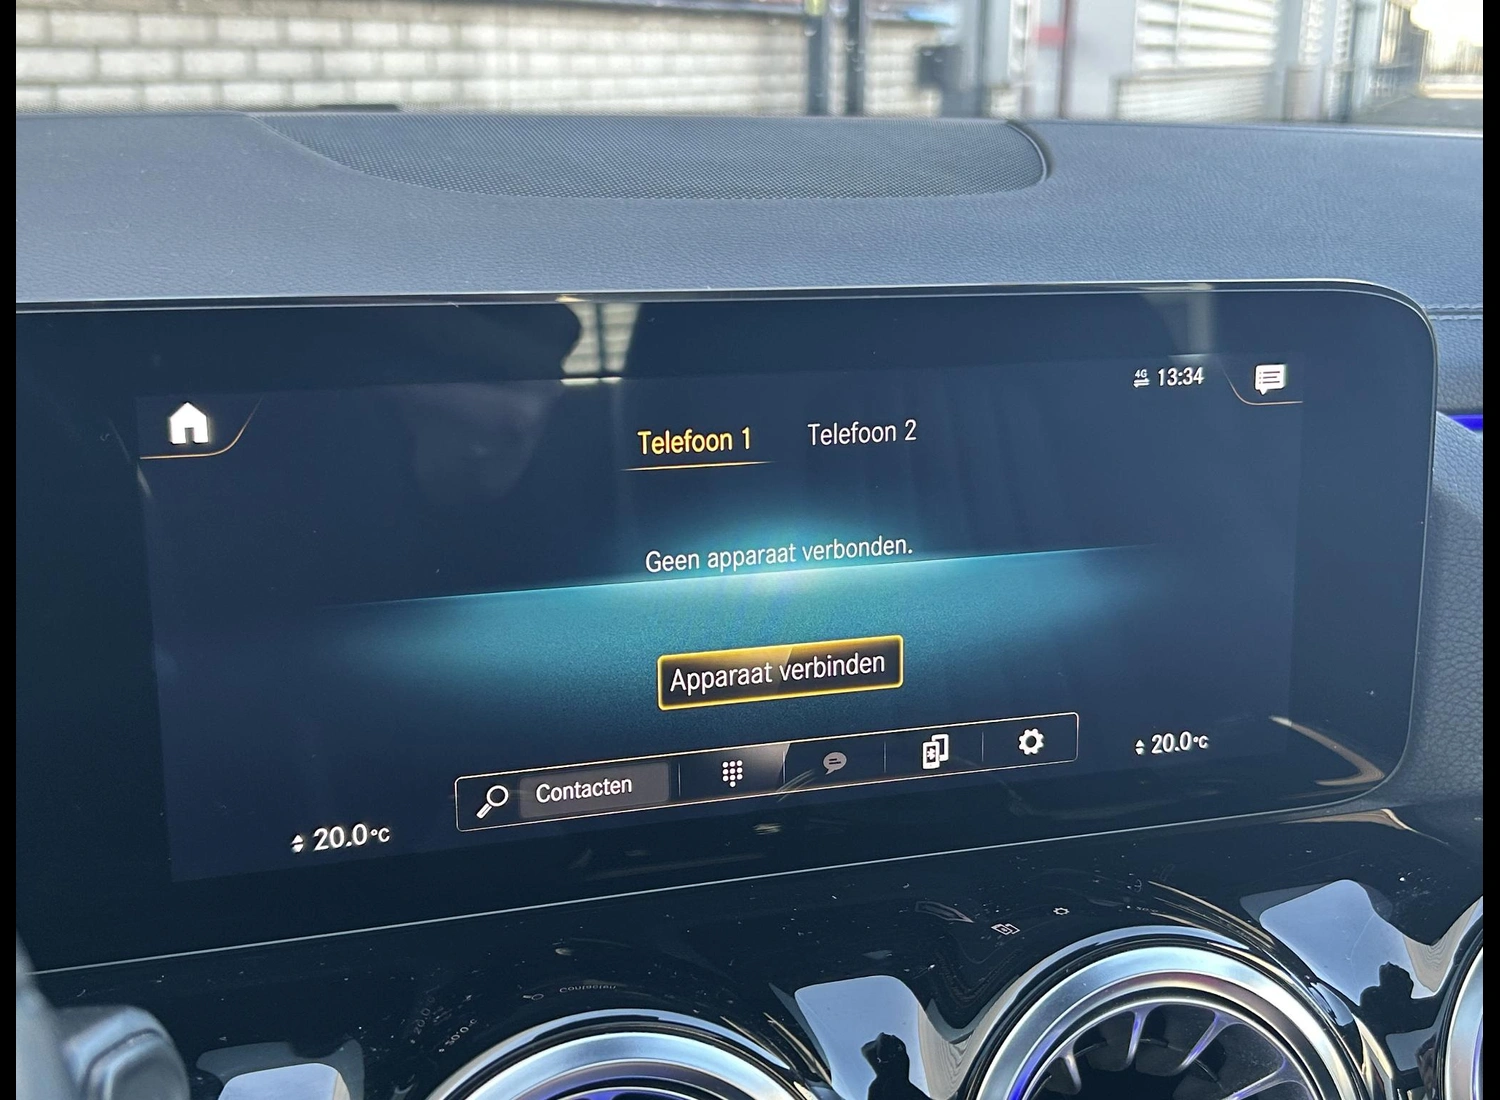 4G 13:34
Telefoon 1 Telefoon 2
Geen apparaat verbonden.
Apparaat verbinden
Contacten
20.0°C
20.0°C